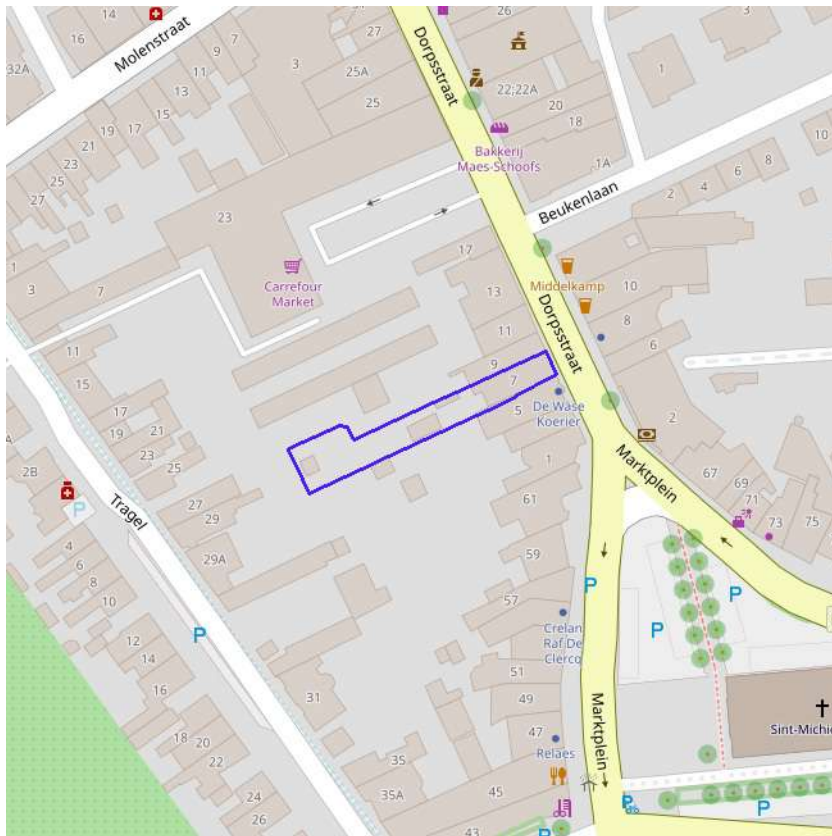 14
16
27
26
3
32A
Molenstraat
9
7
3
25A
Dorpsstraat
22;22A
1
11
13
25
20
18
15
17
19
21
23
25
27
Bakkerij
Maes-Schoofs
1A
10
8
6
4
2
Beukenlaan
23
17
1
3
7
Carrefour
Market
13
Middelkamp
10
8
6
11
Dorpsstraat
11
15
9
7
5
De Wase
Koerier
2
17
19
21
23
25
2B
27
29
Tragel
P
1
61
Marktplein
67
69
71
73
75
4
6
8
10
29A
59
57
P
P
P
P
12
14
16
Crelan
Raf De
Clercq
51
49
47
31
18
20
22
24
26
Marktplein
Sint-Michie
Relaes
35
35A
45
43
P
P
P